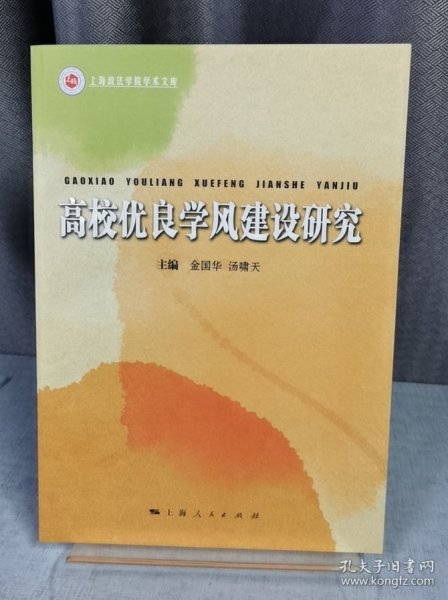 上海政法学院学术文库
GAOXIAO YOULIANG XUEFENG JIANSHE YANJIU
高校优良学风建设研究
主编 金国华 汤啸天
上海人民出版社
孔夫子旧书网
www.kongfz.com